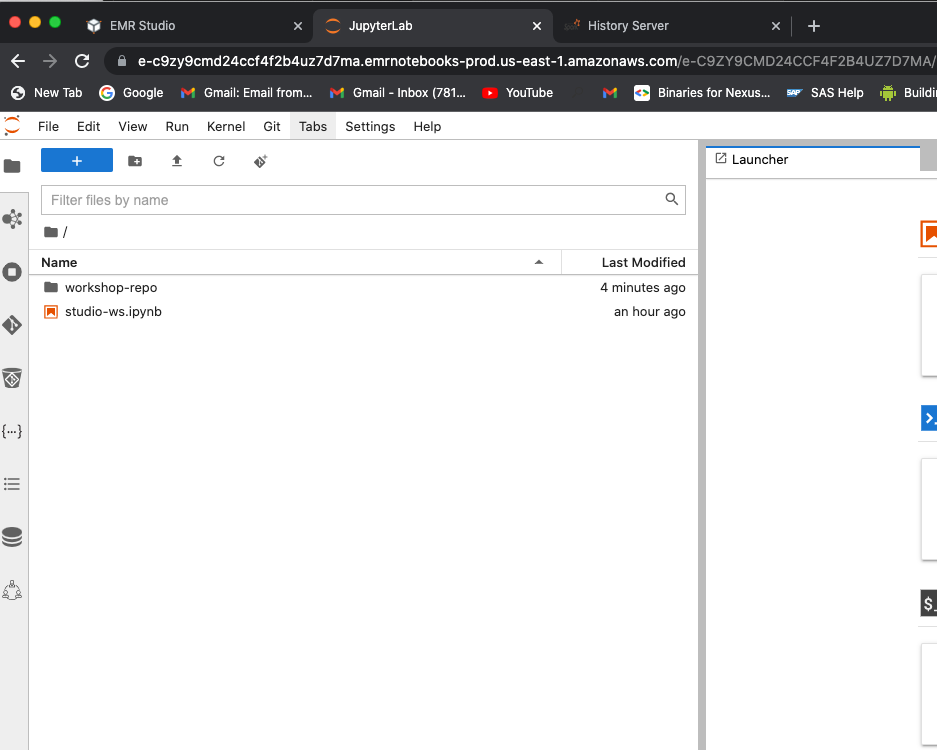 EMR Studio JupyterLab History Server
e-c9zy9cmd24ccf4f2b4uz7d7ma.emrnotebooks-prod.us-east-1.amazonaws.com/e-C9ZY9CMD24CCF4F2B4UZ7D7MA/
New Tab Google Gmail: Email from... Gmail - Inbox (781... YouTube Binaries for Nexus... SAP SAS Help Buildi
File Edit View Run Kernel Git Tabs Settings Help
+
Launcher
Filter files by name
/
Name Last Modified
workshop-repo 4 minutes ago
studio-ws.ipynb an hour ago
$_